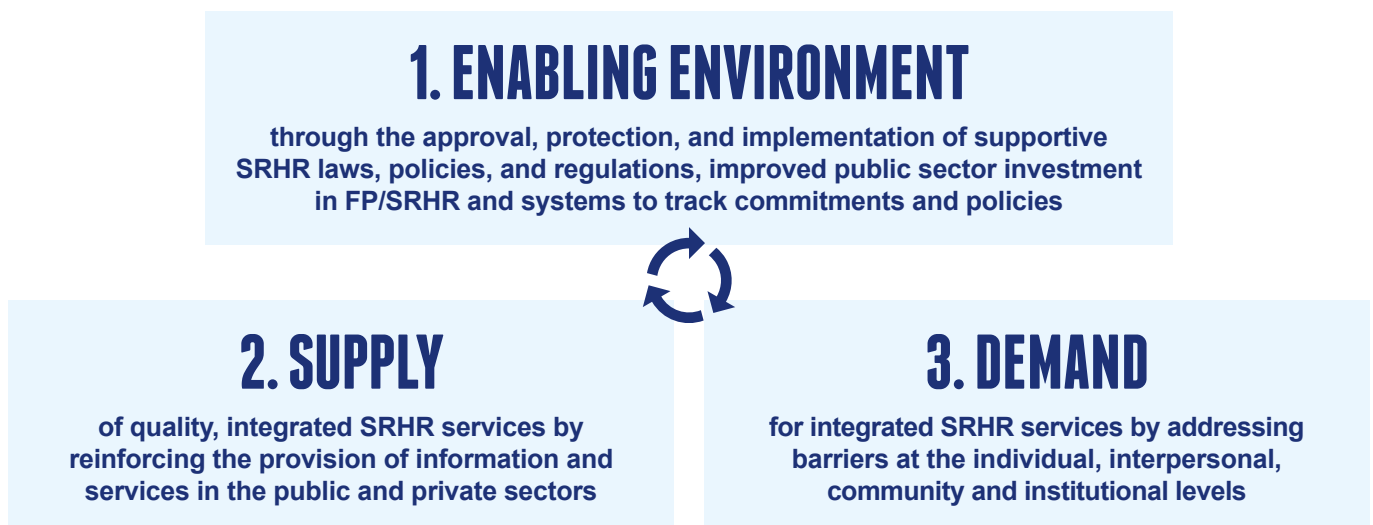 1. ENABLING ENVIRONMENT
through the approval, protection, and implementation of supportive
SRHR laws, policies, and regulations, improved public sector investment
in FP/SRHR and systems to track commitments and policies
2. SUPPLY
of quality, integrated SRHR services by
reinforcing the provision of information and
services in the public and private sectors
3. DEMAND
for integrated SRHR services by addressing
barriers at the individual, interpersonal,
community and institutional levels